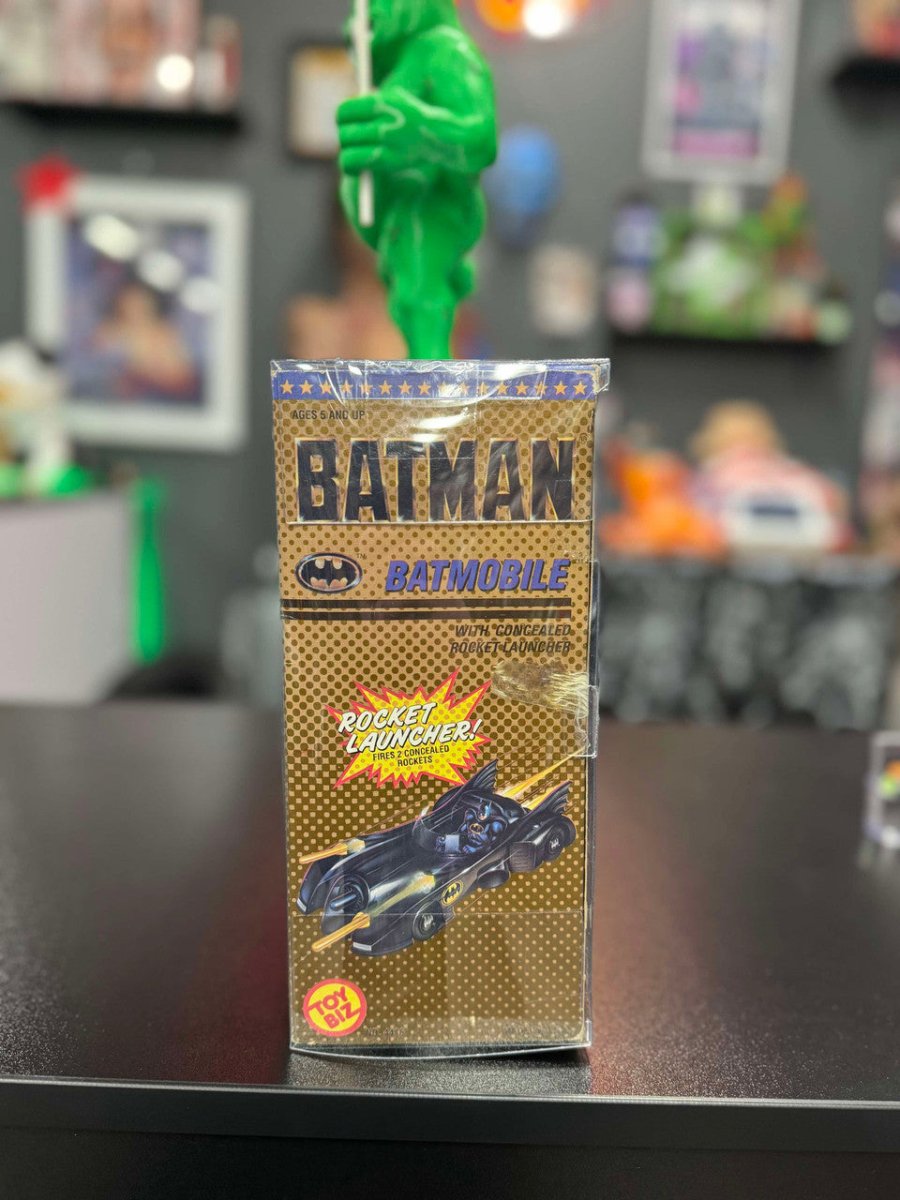 AGES 5 AND UP
BATMAN®
BATMOBILE
WITH CONCEALED
ROCKET LAUNCHER
ROCKET
LAUNCHER!
FIRES 2 CONCEALED
ROCKETS
TOY
BIZ